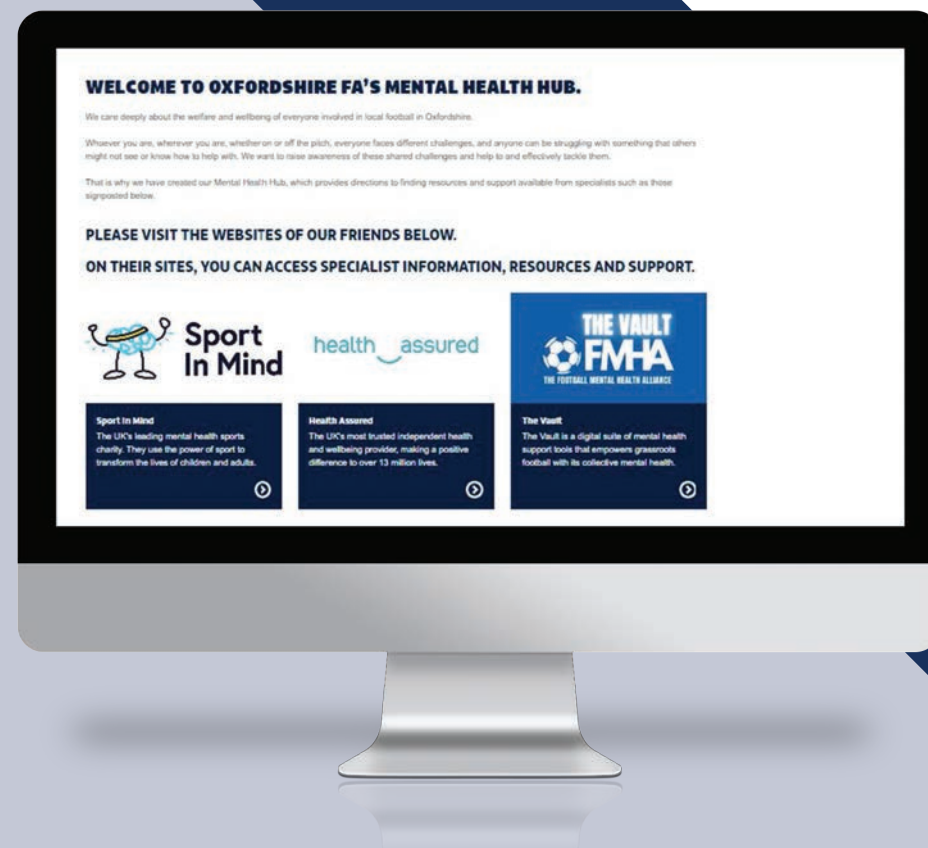 WELCOME TO OXFORDSHIRE FA'S MENTAL HEALTH HUB.
We care deeply about the welfare and wellbeing of everyone involved in local football in Oxfordshire.
Whoever you are, wherever you are, whether on or off the pitch, everyone faces different challenges, and anyone can be struggling with something that others
might not see or know how to help with. We want to raise awareness of these shared challenges and help to and effectively tackle them.
That is why we have created our Mental Health Hub, which provides directions to finding resources and support available from specialists such as those
signposted below.
PLEASE VISIT THE WEBSITES OF OUR FRIENDS BELOW.
ON THEIR SITES, YOU CAN ACCESS SPECIALIST INFORMATION, RESOURCES AND SUPPORT.
Sport
In Mind
health assured
THE VAULT
FMHA
THE FOOTBALL MENTAL HEALTH ALLIANCE
Sport In Mind
The UK's leading mental health sports
charity. They use the power of sport to
transform the lives of children and adults.
Health Assured
The UK's most trusted independent health
and wellbeing provider, making a positive
difference to over 13 million lives.
The Vault
The Vault is a digital suite of mental health
support tools that empowers grassroots
football with its collective mental health.